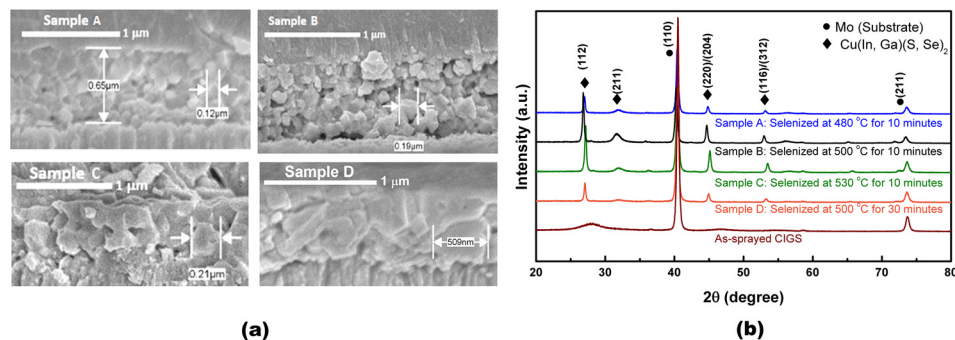 Sample A
1 µm
0.65µm
0.12µm
Sample B
1 µm
0.19µm
Sample C
1 µm
0.21µm
Sample D
1 µm
509nm
(a)
Intensity (a.u.)
● Mo (Substrate)
◆ Cu(In, Ga)(S, Se)₂
(112)
(211)
(110)
(220)/(204)
(116)/(312)
(211)
Sample A: Selenized at 480 °C for 10 minutes
Sample B: Selenized at 500 °C for 10 minutes
Sample C: Selenized at 530 °C for 10 minutes
Sample D: Selenized at 500 °C for 30 minutes
As-sprayed CIGS
20 30 40 50 60 70 80
2θ (degree)
(b)